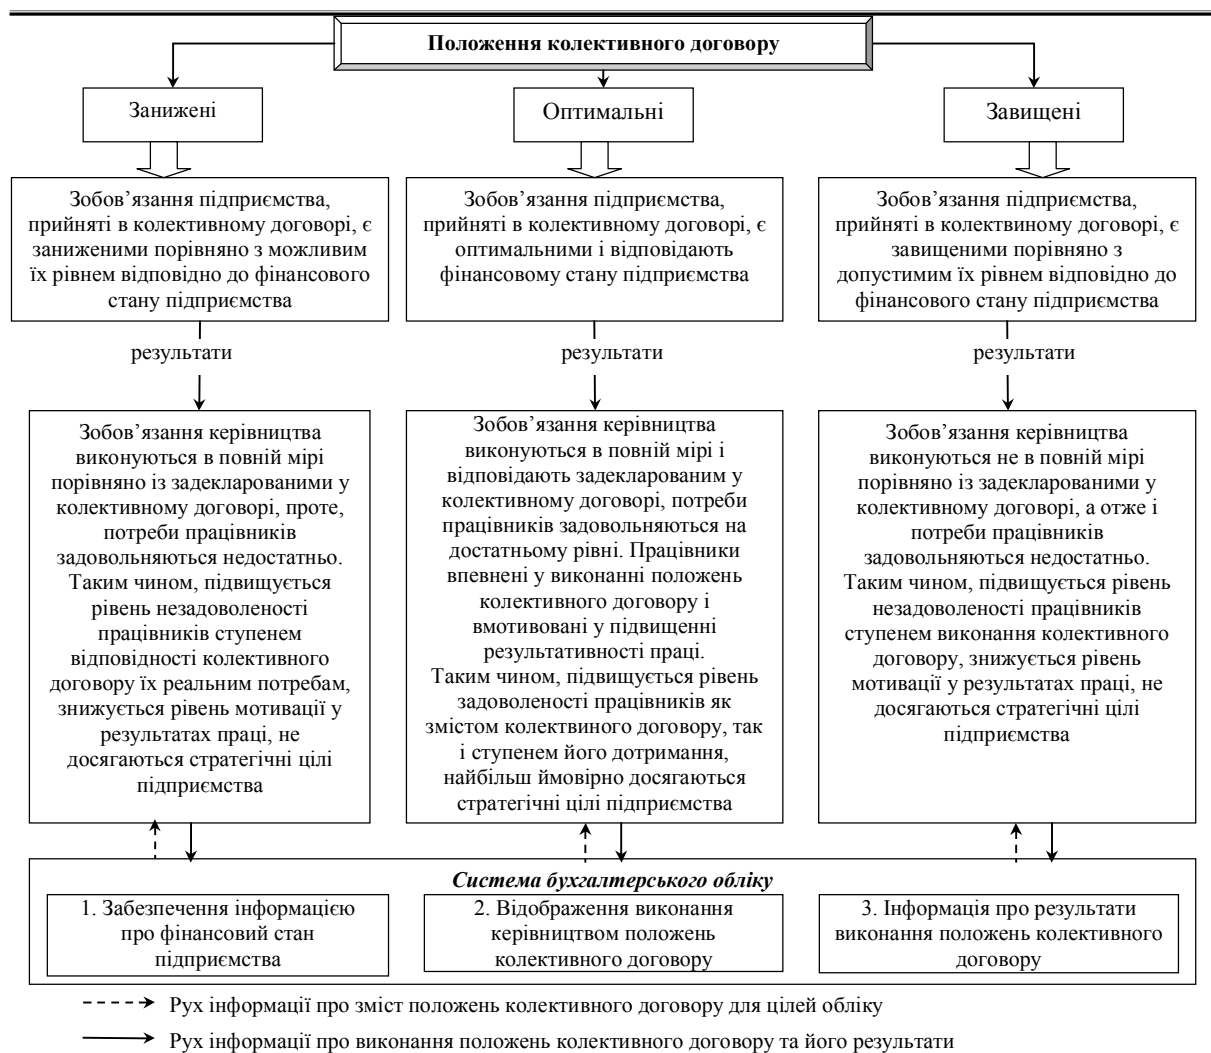 Положення колективного договору
Занижені
Оптимальні
Завищені
Зобов’язання підприємства,
прийняті в колективному договорі, є
заниженими порівняно з можливим
їх рівнем відповідно до фінансового
стану підприємства
Зобов’язання підприємства,
прийняті в колективному договорі, є
оптимальними і відповідають
фінансовому стану підприємства
Зобов’язання підприємства,
прийняті в колектвиному договорі, є
завищеними порівняно з
допустимим їх рівнем відповідно до
фінансового стану підприємства
результати
результати
результати
Зобов’язання керівництва
виконуються в повній мірі
порівняно із задекларованими у
колективному договорі, проте,
потреби працівників
задовольняються недостатньо.
Таким чином, підвищується
рівень незадоволеності
працівників ступенем
відповідності колективного
договору їх реальним потребам,
знижується рівень мотивації у
результатах праці, не
досягаються стратегічні цілі
підприємства
Зобов’язання керівництва
виконуються в повній мірі і
відповідають задекларованим у
колективному договорі, потреби
працівників задовольняються на
достатньому рівні. Працівники
впевнені у виконанні положень
колективного договору і
вмотивовані у підвищенні
результативності праці.
Таким чином, підвищується рівень
задоволеності працівників як
змістом колектвиного договору, так
і ступенем його дотримання,
найбільш ймовірно досягаються
стратегічні цілі підприємства
Зобов’язання керівництва
виконуються не в повній мірі
порівняно із задекларованими у
колективному договорі, а отже і
потреби працівників
задовольняються недостатньо.
Таким чином, підвищується рівень
незадоволеності працівників
ступенем виконання колективного
договору, знижується рівень
мотивації у результатах праці, не
досягаються стратегічні цілі
підприємства
Система бухгалтерського обліку
1. Забезпечення інформацією
про фінансовий стан
підприємства
2. Відображення виконання
керівництвом положень
колективного договору
3. Інформація про результати
виконання положень колективного
договору
Рух інформації про зміст положень колективного договору для цілей обліку
Рух інформації про виконання положень колективного договору та його результати